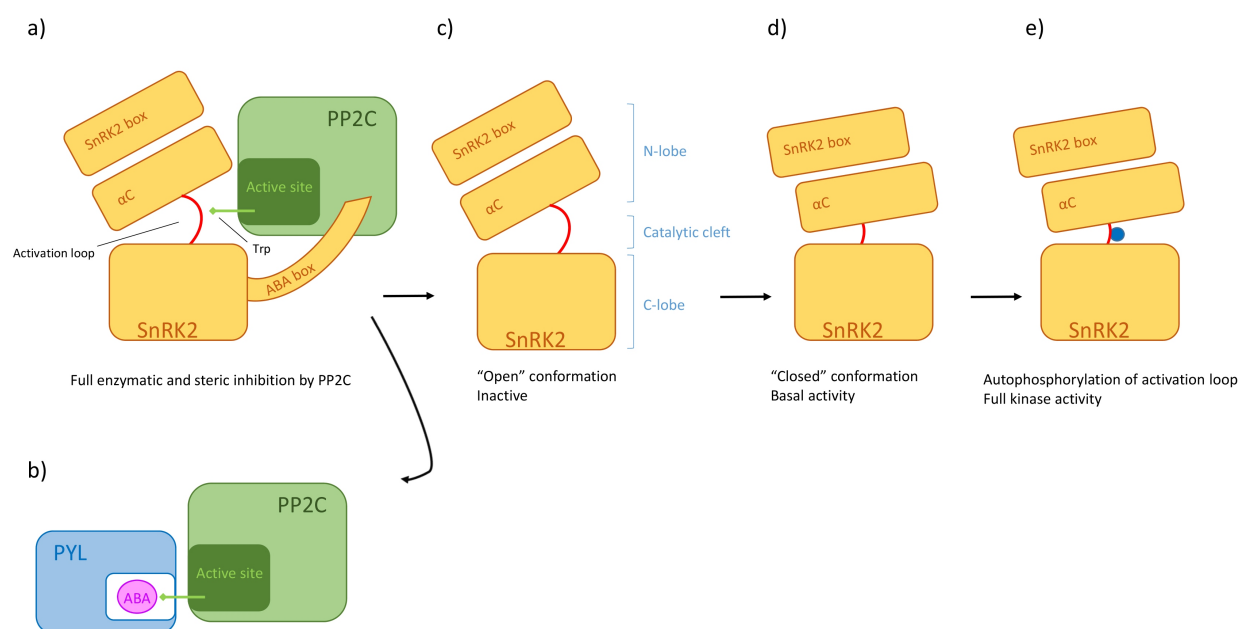 a)
SnRK2 box
αC
PP2C
Active site
Activation loop
Trp
ABA box
SnRK2
Full enzymatic and steric inhibition by PP2C
b)
PYL
ABA
PP2C
Active site
c)
SnRK2 box
αC
SnRK2
N-lobe
Catalytic cleft
C-lobe
“Open” conformation
Inactive
d)
SnRK2 box
αC
SnRK2
“Closed” conformation
Basal activity
e)
SnRK2 box
αC
SnRK2
Autophosphorylation of activation loop
Full kinase activity